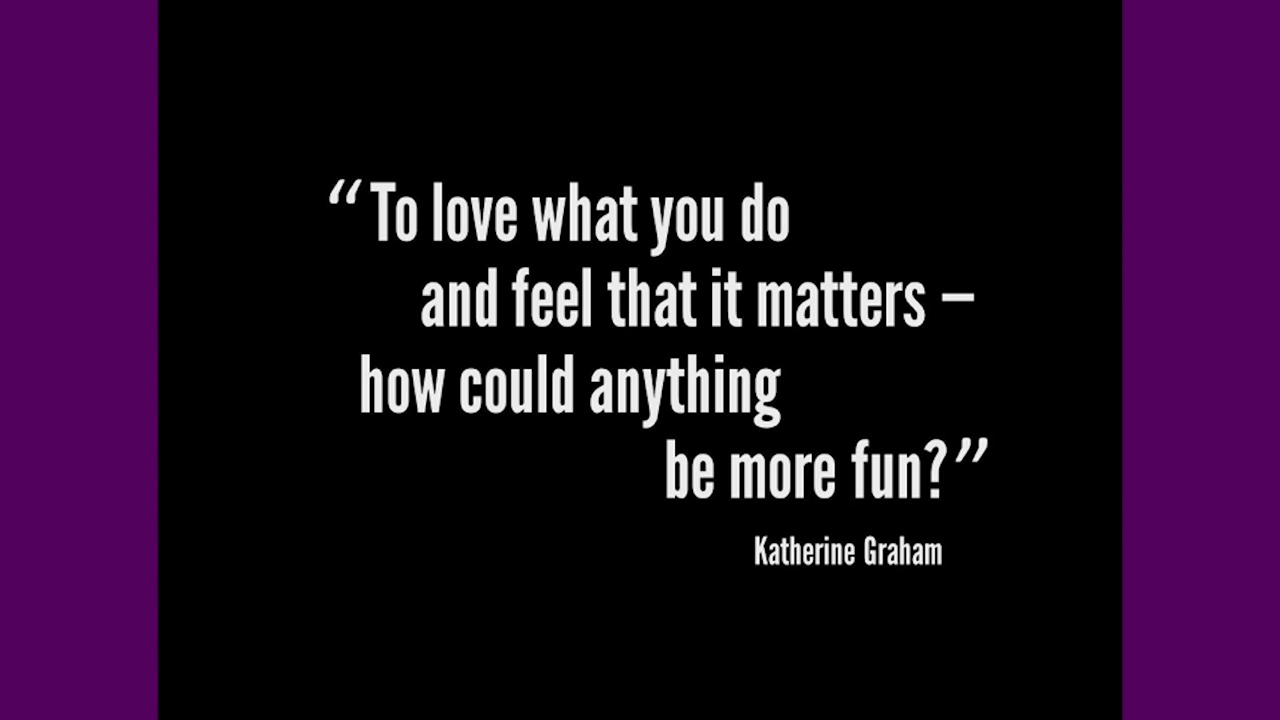 “To love what you do
and feel that it matters –
how could anything
be more fun?”
Katherine Graham